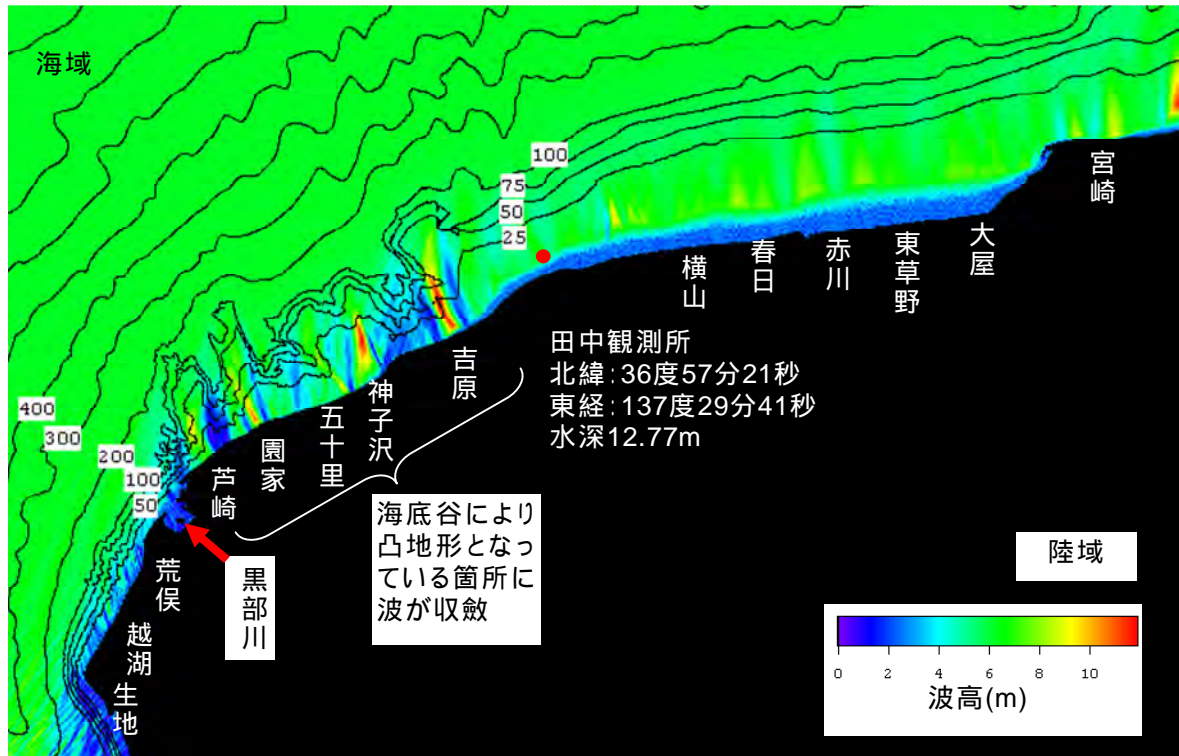 海域
100
75
50
25
宮崎
大屋
東草野
赤川
春日
横山
田中観測所
北緯:36度57分21秒
東経:137度29分41秒
水深12.77m
吉原
神子沢
五十里
園家
芦崎
400
300
200
100
50
海底谷により
凸地形となっ
ている箇所に
波が収斂
黒部川
荒俣
越湖
生地
陸域
0 2 4 6 8 10
波高(m)